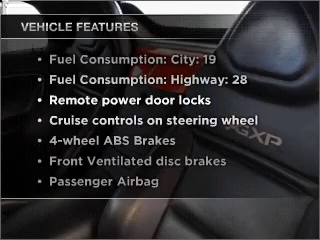 VEHICLE FEATURES
• Fuel Consumption: City: 19
• Fuel Consumption: Highway: 28
• Remote power door locks
• Cruise controls on steering wheel
• 4-wheel ABS Brakes
• Front Ventilated disc brakes
• Passenger Airbag
GXP